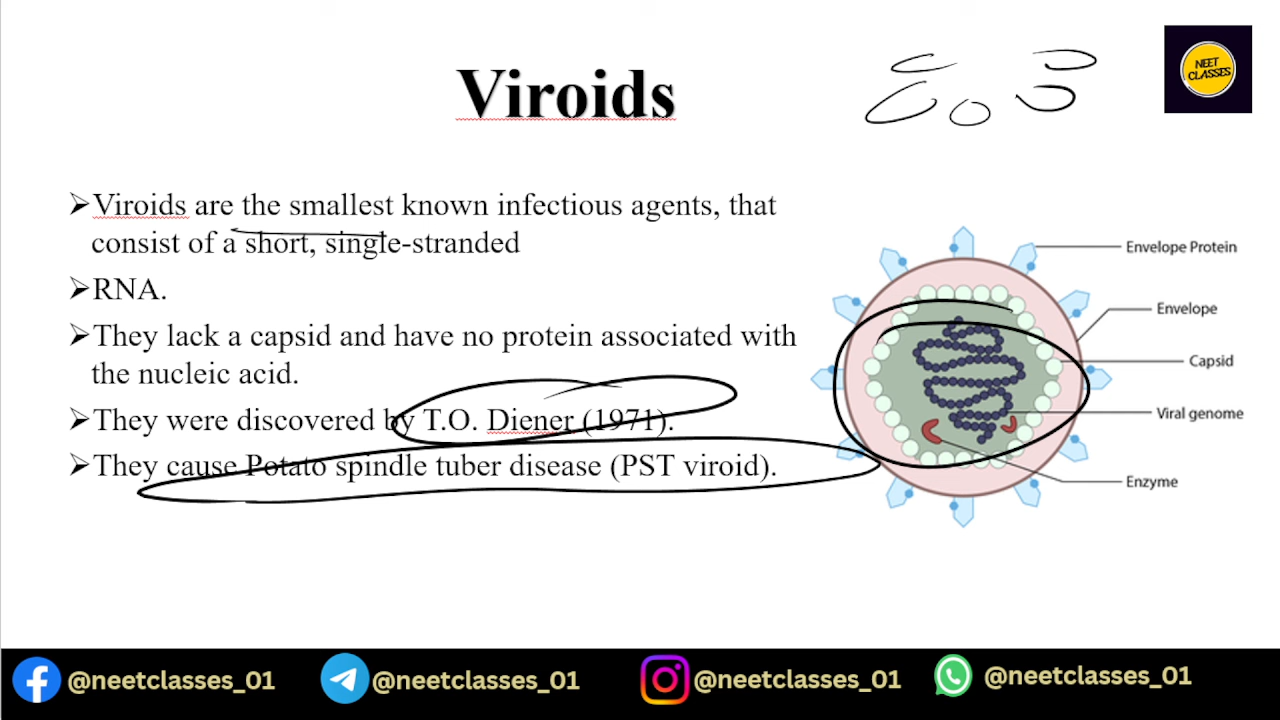 Viroids
NEET
CLASSES
➢Viroids are the smallest known infectious agents, that
consist of a short, single-stranded
➢RNA.
➢They lack a capsid and have no protein associated with
the nucleic acid.
➢They were discovered by T.O. Diener (1971).
➢They cause Potato spindle tuber disease (PST viroid).
Envelope Protein
Envelope
Capsid
Viral genome
Enzyme
@neetclasses_01 @neetclasses_01 @neetclasses_01 @neetclasses_01